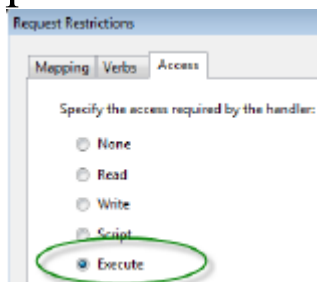 Request Restrictions
Mapping Verbs Access
Specify the access required by the handler:
None
Read
Write
Script
Execute